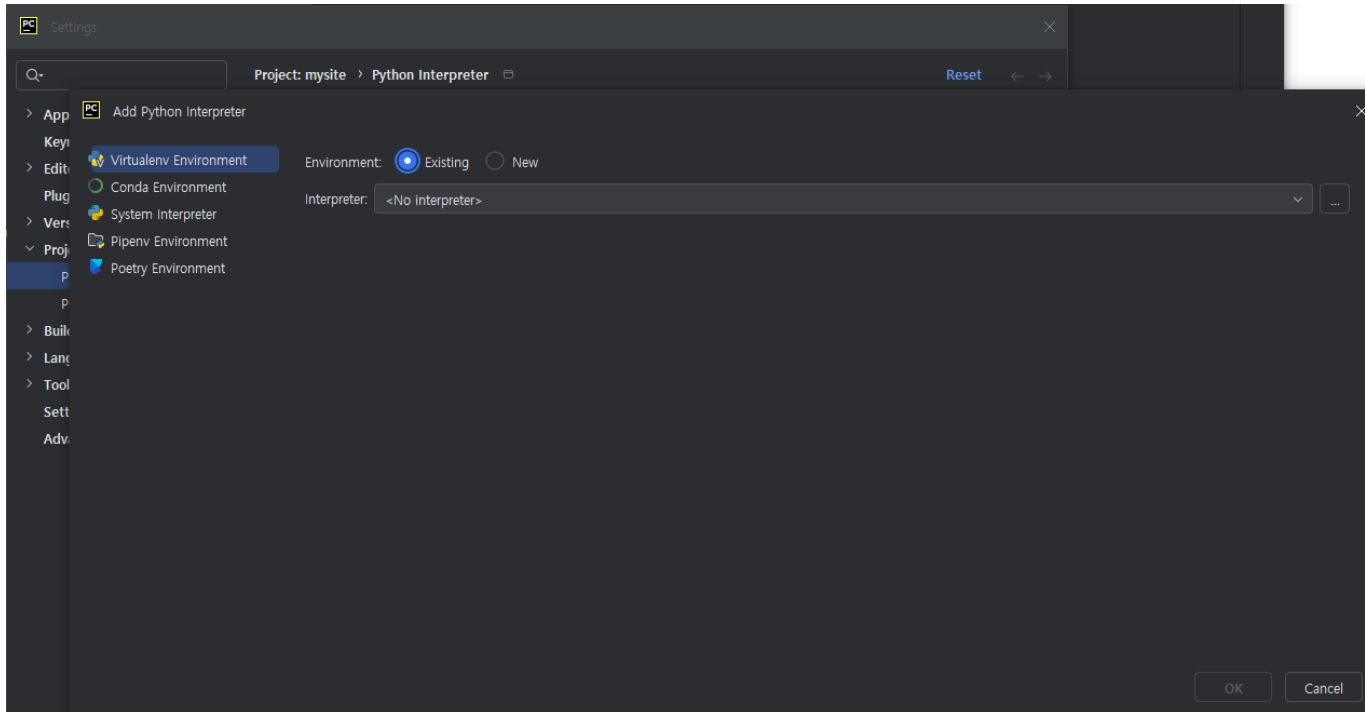 PC Settings
Project: mysite > Python Interpreter Reset ← →
PC Add Python Interpreter
App
Key
Edit
Plug
Vers
Proj
P
P
Buil
Lang
Tool
Sett
Adv
Virtualenv Environment
Conda Environment
System Interpreter
Pipenv Environment
Poetry Environment
Environment: Existing New
Interpreter: <No interpreter> ...
OK Cancel